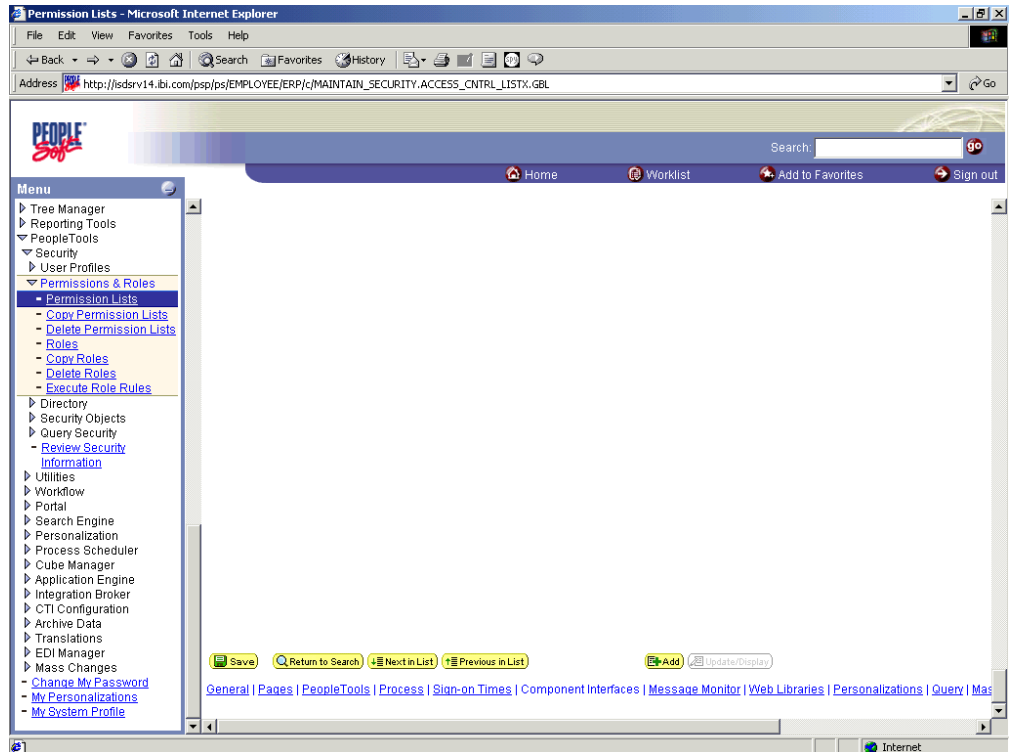 Permission Lists - Microsoft Internet Explorer
File Edit View Favorites Tools Help
Back Search Favorites History
Address http://isdsrv14.ibi.com/psp/ps/EMPLOYEE/ERP/c/MAINTAIN_SECURITY.ACCESS_CNTRL_LISTX.GBL Go
PEOPLE Soft
Search: go
Home Worklist Add to Favorites Sign out
Menu
Tree Manager
Reporting Tools
PeopleTools
Security
User Profiles
Permissions & Roles
Permission Lists
Copy Permission Lists
Delete Permission Lists
Roles
Copy Roles
Delete Roles
Execute Role Rules
Directory
Security Objects
Query Security
Review Security
Information
Utilities
Workflow
Portal
Search Engine
Personalization
Process Scheduler
Cube Manager
Application Engine
Integration Broker
CTI Configuration
Archive Data
Translations
EDI Manager
Mass Changes
Change My Password
My Personalizations
My System Profile
Save Return to Search Next in List Previous in List Add Update/Display
General | Pages | PeopleTools | Process | Sign-on Times | Component Interfaces | Message Monitor | Web Libraries | Personalizations | Query | Mas
Internet